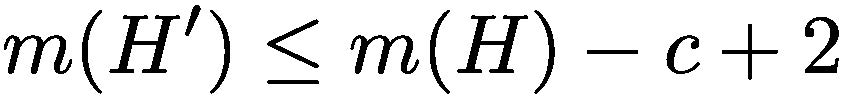 m(H′) ≤ m(H) − c + 2